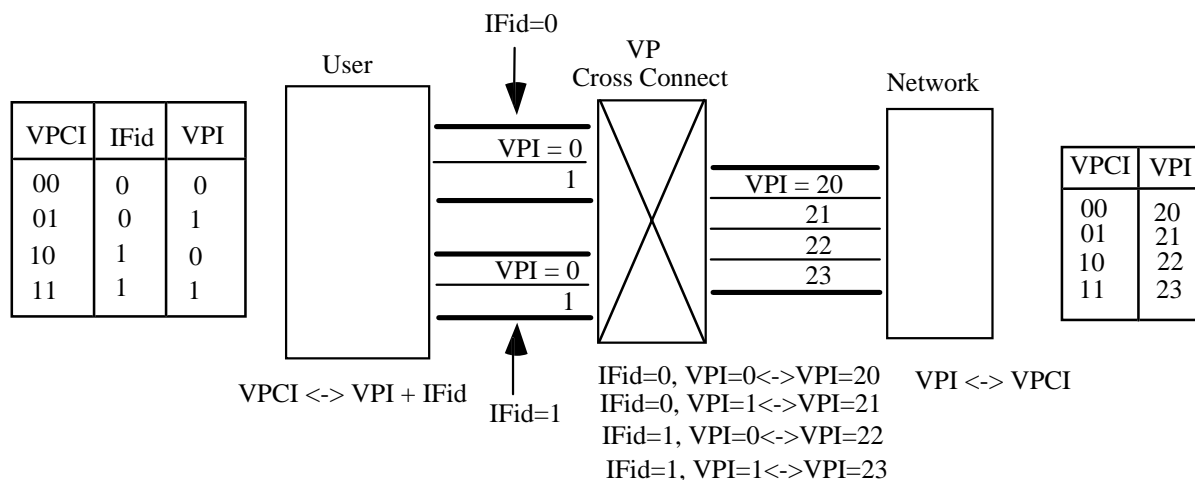 IFid=0
VP
Cross Connect
User
Network
VPCI IFid VPI
00 0 0
01 0 1
10 1 0
11 1 1
VPI = 0
1
VPI = 0
1
VPI = 20
21
22
23
VPCI VPI
00 20
01 21
10 22
11 23
VPCI <-> VPI + IFid
IFid=1
IFid=0, VPI=0<->VPI=20
IFid=0, VPI=1<->VPI=21
IFid=1, VPI=0<->VPI=22
IFid=1, VPI=1<->VPI=23
VPI <-> VPCI